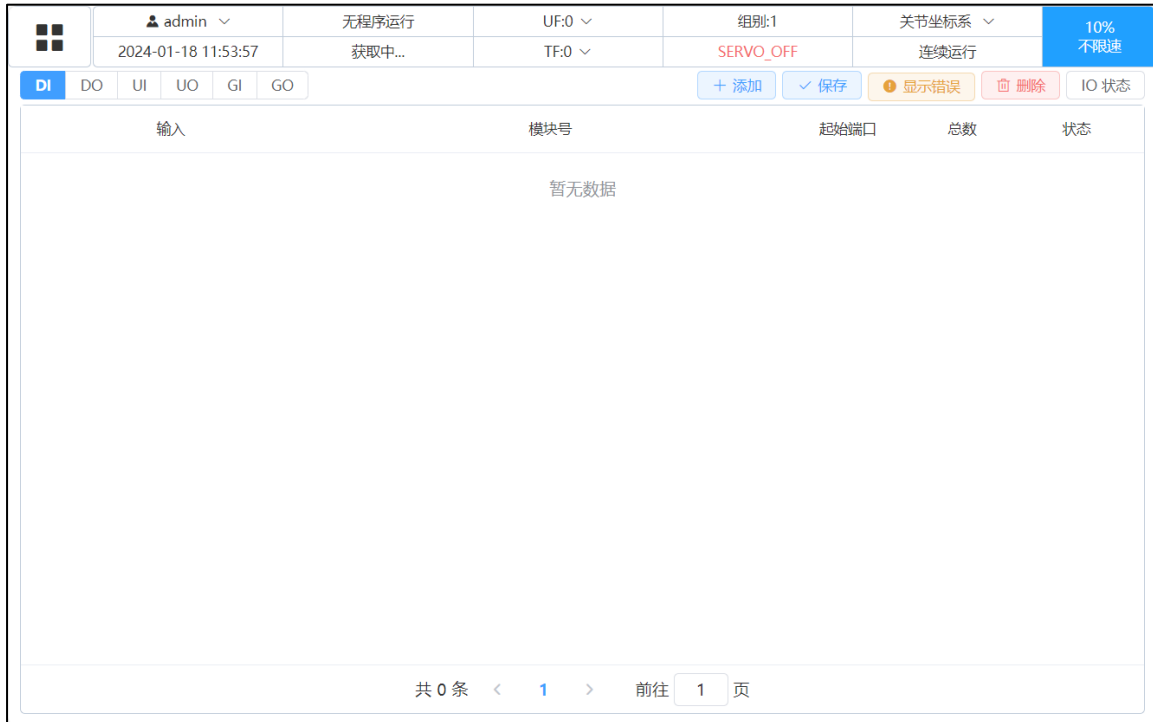 admin 无程序运行 UF:0 组别:1 关节坐标系 10%
2024-01-18 11:53:57 获取中... TF:0 SERVO_OFF 连续运行 不限速
DI DO UI UO GI GO + 添加 保存 显示错误 删除 IO 状态
输入 模块号 起始端口 总数 状态
暂无数据
共 0 条 < 1 > 前往 1 页